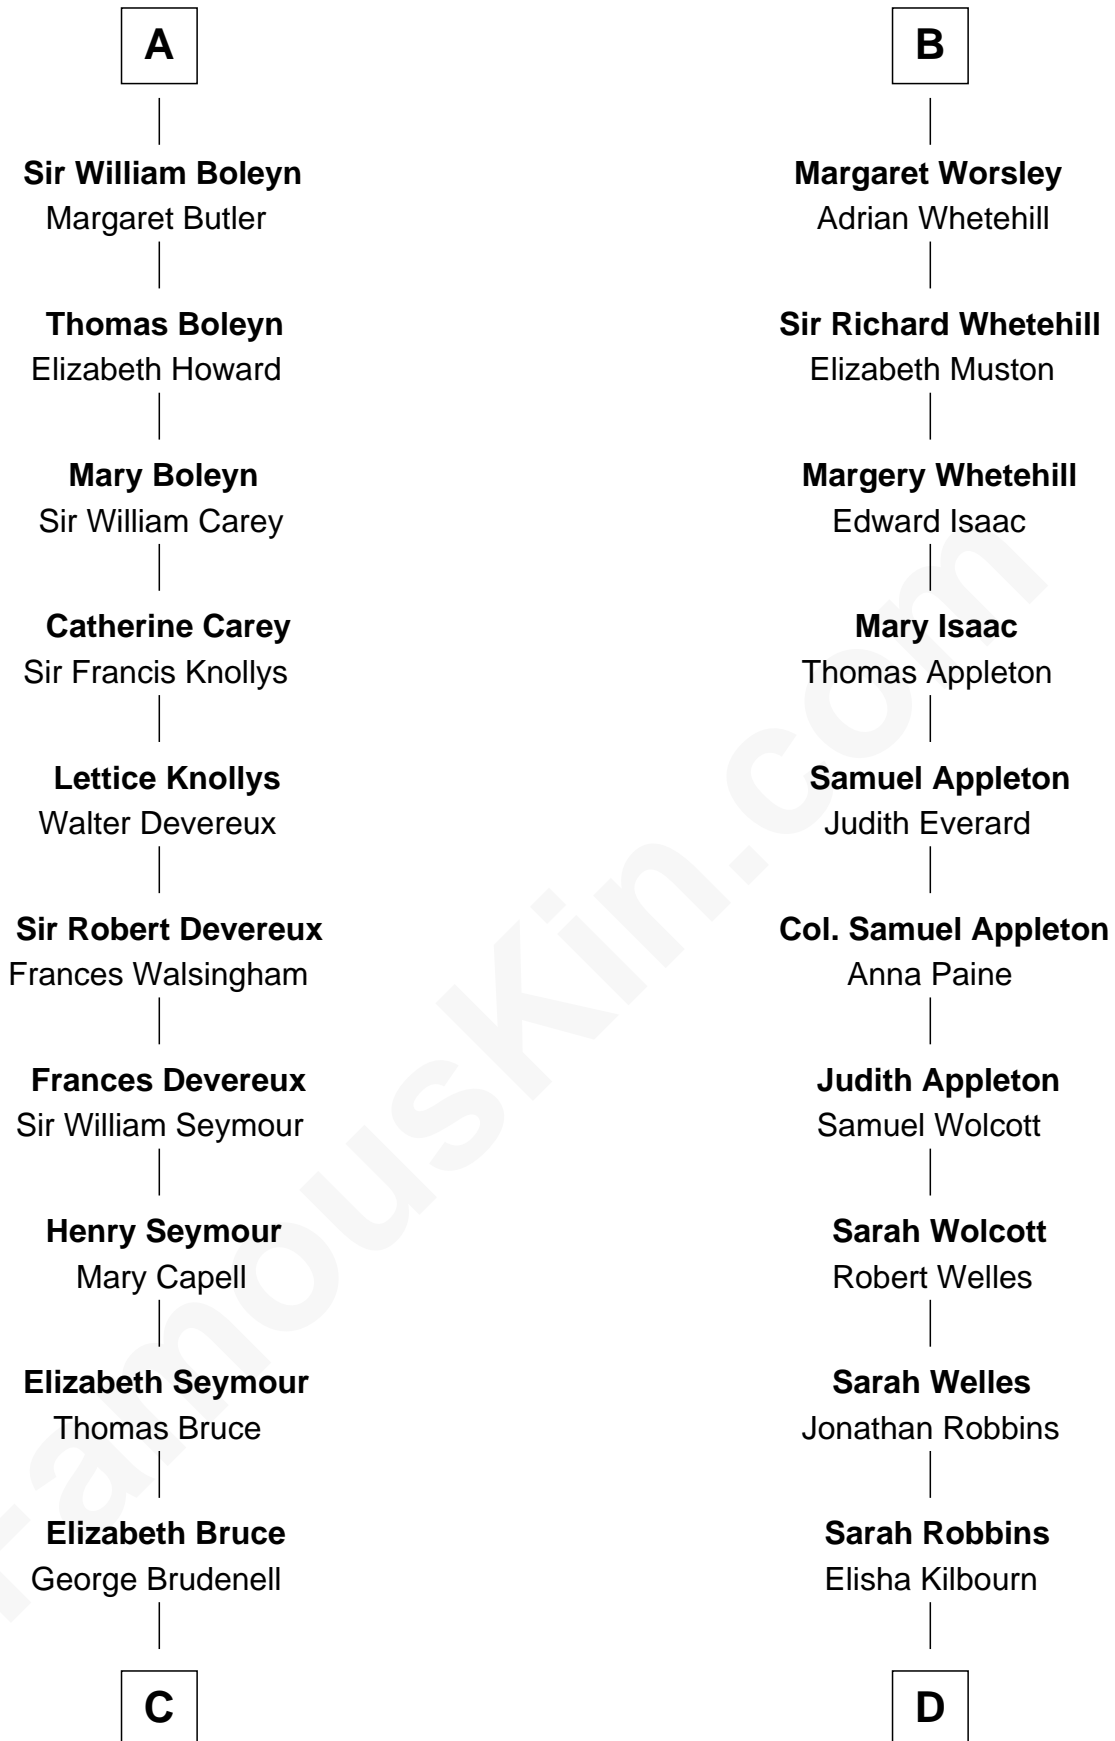 A
Sir William Boleyn
Margaret Butler
Thomas Boleyn
Elizabeth Howard
Mary Boleyn
Sir William Carey
Catherine Carey
Sir Francis Knollys
Lettice Knollys
Walter Devereux
Sir Robert Devereux
Frances Walsingham
Frances Devereux
Sir William Seymour
Henry Seymour
Mary Capell
Elizabeth Seymour
Thomas Bruce
Elizabeth Bruce
George Brudenell
C
B
Margaret Worsley
Adrian Whetehill
Sir Richard Whetehill
Elizabeth Muston
Margery Whetehill
Edward Isaac
Mary Isaac
Thomas Appleton
Samuel Appleton
Judith Everard
Col. Samuel Appleton
Anna Paine
Judith Appleton
Samuel Wolcott
Sarah Wolcott
Robert Welles
Sarah Welles
Jonathan Robbins
Sarah Robbins
Elisha Kilbourn
D
FamousKin.com